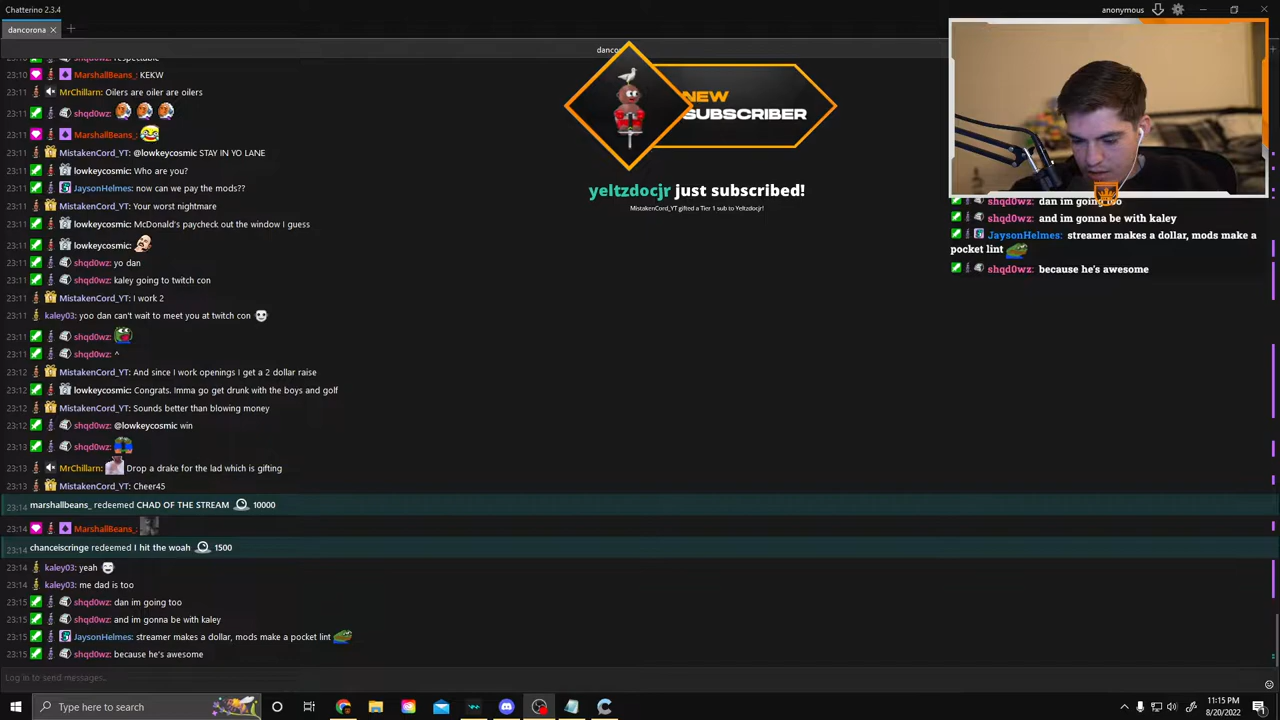 Chatterino 2.3.4
anonymous
dancorona
23:10 shqd0wz: respectable
23:10 MarshallBeans_: KEKW
23:11 MrChillarn: Oilers are oiler are oilers
23:11 shqd0wz:
23:11 MarshallBeans_:
23:11 MistakenCord_YT: @lowkeycosmic STAY IN YO LANE
23:11 lowkeycosmic: Who are you?
23:11 JaysonHelmes: now can we pay the mods??
23:11 MistakenCord_YT: Your worst nightmare
23:11 lowkeycosmic: McDonald's paycheck out the window I guess
23:11 lowkeycosmic:
23:11 shqd0wz: yo dan
23:11 shqd0wz: kaley going to twitch con
23:11 MistakenCord_YT: I work 2
23:11 kaley03: yoo dan can't wait to meet you at twitch con
23:11 shqd0wz:
23:11 shqd0wz: ^
23:11 MistakenCord_YT: And since I work openings I get a 2 dollar raise
23:12 lowkeycosmic: Congrats. Imma go get drunk with the boys and golf
23:12 MistakenCord_YT: Sounds better than blowing money
23:12 shqd0wz: @lowkeycosmic win
23:13 shqd0wz:
23:13 MrChillarn: Drop a drake for the lad which is gifting
23:13 MistakenCord_YT: Cheer45
23:14 marshallbeans_ redeemed CHAD OF THE STREAM 10000
23:14 MarshallBeans_:
23:14 chanceiscringe redeemed I hit the woah 1500
23:14 kaley03: yeah
23:14 kaley03: me dad is too
23:15 shqd0wz: dan im going too
23:15 shqd0wz: and im gonna be with kaley
23:15 JaysonHelmes: streamer makes a dollar, mods make a pocket lint
23:15 shqd0wz: because he's awesome
Log in to send messages..
NEW
SUBSCRIBER
yeltzdocjr just subscribed!
MistakenCord_YT gifted a Tier 1 sub to Yeltzdocjr!
shqd0wz: dan im going too
shqd0wz: and im gonna be with kaley
JaysonHelmes: streamer makes a dollar, mods make a
pocket lint
shqd0wz: because he's awesome
Type here to search
11:15 PM
8/20/2022